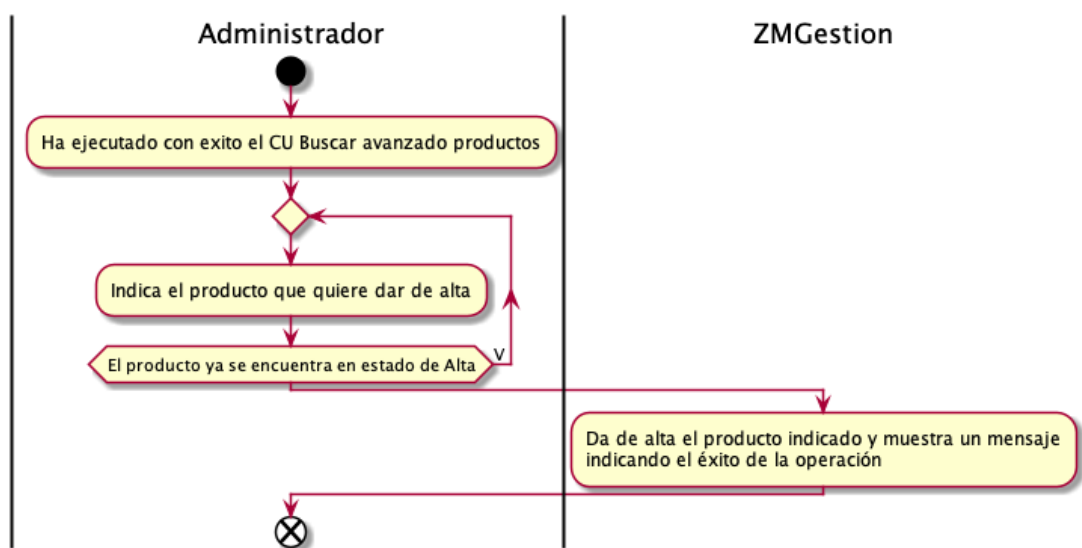 Administrador
ZMGestion
Ha ejecutado con exito el CU Buscar avanzado productos
Indica el producto que quiere dar de alta
El producto ya se encuentra en estado de Alta
V
Da de alta el producto indicado y muestra un mensaje
indicando el éxito de la operación